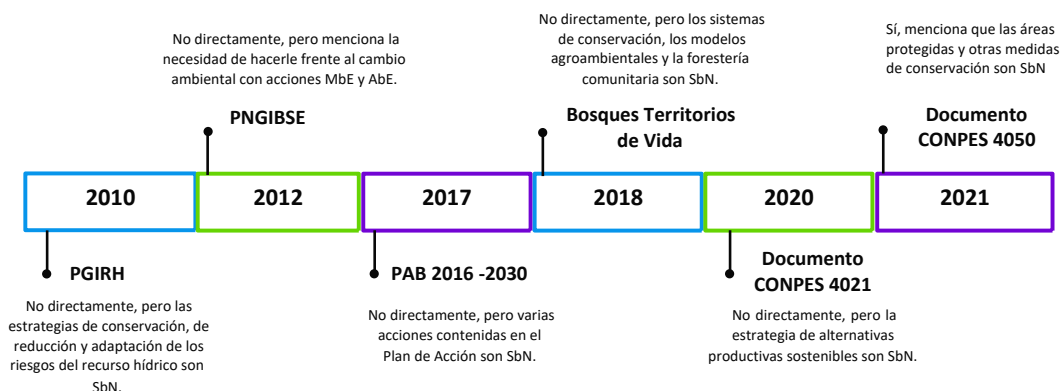 No directamente, pero menciona la
necesidad de hacerle frente al cambio
ambiental con acciones MbE y AbE.
PNGIBSE
No directamente, pero los sistemas
de conservación, los modelos
agroambientales y la forestería
comunitaria son SbN.
Bosques Territorios
de Vida
Sí, menciona que las áreas
protegidas y otras medidas
de conservación son SbN
Documento
CONPES 4050
2010
2012
2017
2018
2020
2021
PGIRH
No directamente, pero las
estrategias de conservación, de
reducción y adaptación de los
riesgos del recurso hídrico son
SbN.
PAB 2016 -2030
No directamente, pero varias
acciones contenidas en el
Plan de Acción son SbN.
Documento
CONPES 4021
No directamente, pero la
estrategia de alternativas
productivas sostenibles son SbN.